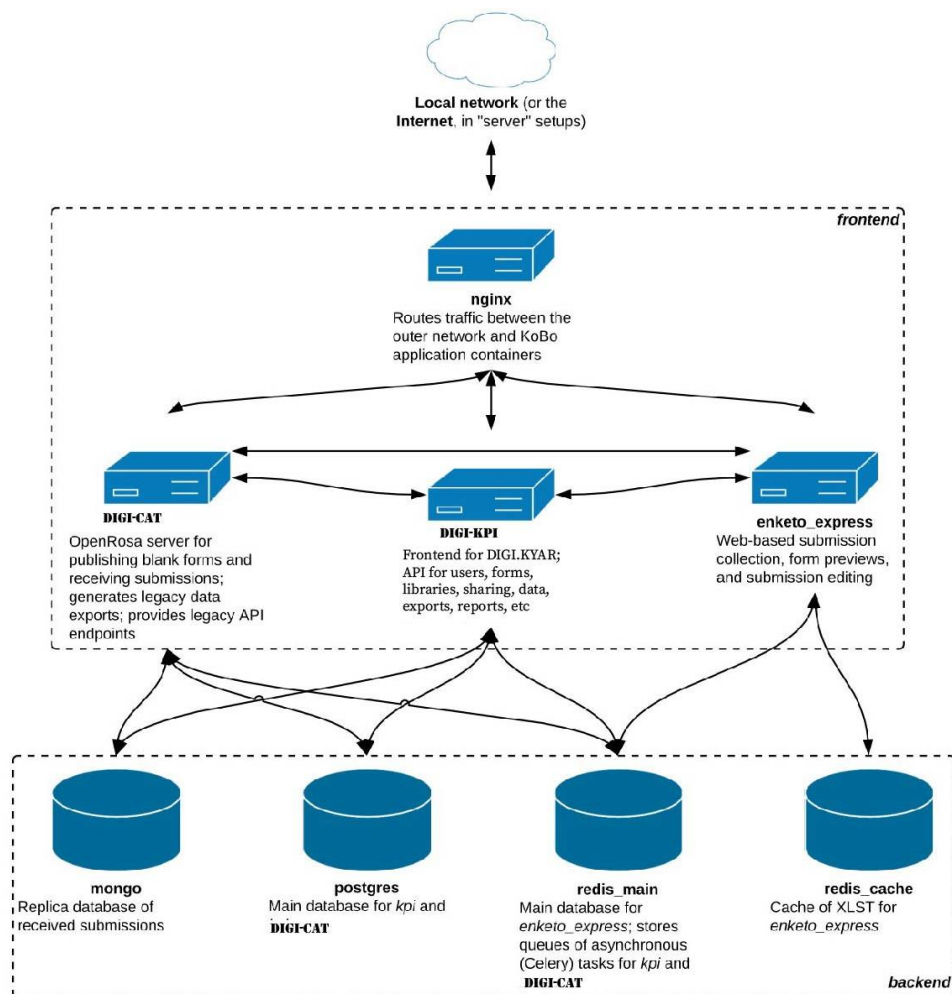 Local network (or the
Internet, in "server" setups)
frontend
nginx
Routes traffic between the
outer network and KoBo
application containers
DIGI-CAT
OpenRosa server for
publishing blank forms and
receiving submissions;
generates legacy data
exports; provides legacy API
endpoints
DIGI-KPI
Frontend for DIGI.KYAR;
API for users, forms,
libraries, sharing, data,
exports, reports, etc
enketo_express
Web-based submission
collection, form previews,
and submission editing
mongo
Replica database of
received submissions
postgres
Main database for kpi and
DIGI-CAT
redis_main
Main database for
enketo_express; stores
queues of asynchronous
(Celery) tasks for kpi and
DIGI-CAT
redis_cache
Cache of XLST for
enketo_express
backend